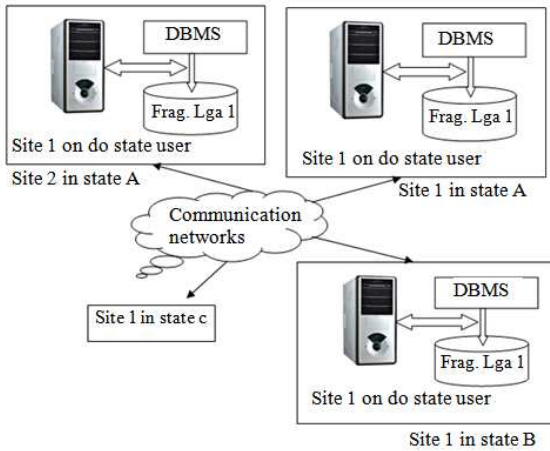 DBMS
Frag. Lga 1
Site 1 on do state user
Site 2 in state A
DBMS
Frag. Lga 1
Site 1 on do state user
Site 1 in state A
Communication
networks
Site 1 in state c
DBMS
Frag. Lga 1
Site 1 on do state user
Site 1 in state B